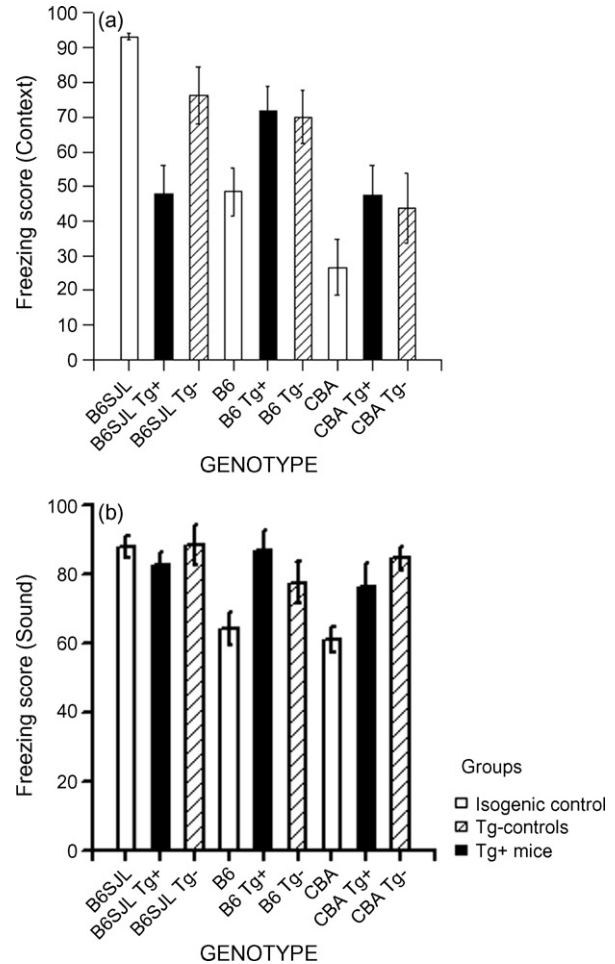 (a)
Freezing score (Context)
100
90
80
70
60
50
40
30
20
10
0
B6SJL
B6SJL Tg+
B6SJL Tg-
B6
B6 Tg+
B6 Tg-
CBA
CBA Tg+
CBA Tg-
GENOTYPE
(b)
Freezing score (Sound)
100
80
60
40
20
0
B6SJL
B6SJL Tg+
B6SJL Tg-
B6
B6 Tg+
B6 Tg-
CBA
CBA Tg+
CBA Tg-
GENOTYPE
Groups
Isogenic control
Tg-controls
Tg+ mice